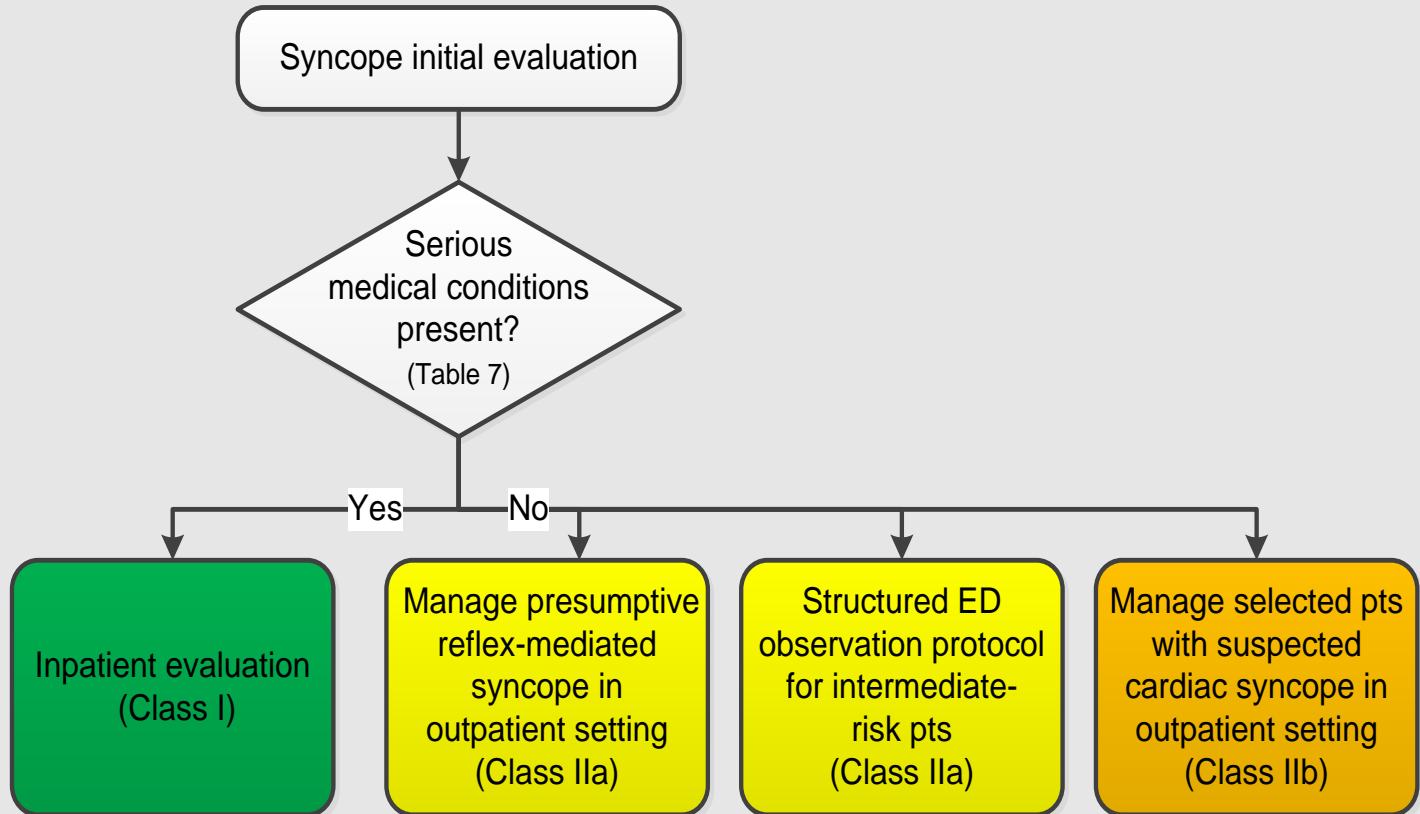 Syncope initial evaluation
Serious
medical conditions
present?
(Table 7)
Yes
No
Inpatient evaluation
(Class I)
Manage presumptive
reflex-mediated
syncope in
outpatient setting
(Class IIa)
Structured ED
observation protocol
for intermediate-
risk pts
(Class IIa)
Manage selected pts
with suspected
cardiac syncope in
outpatient setting
(Class IIb)